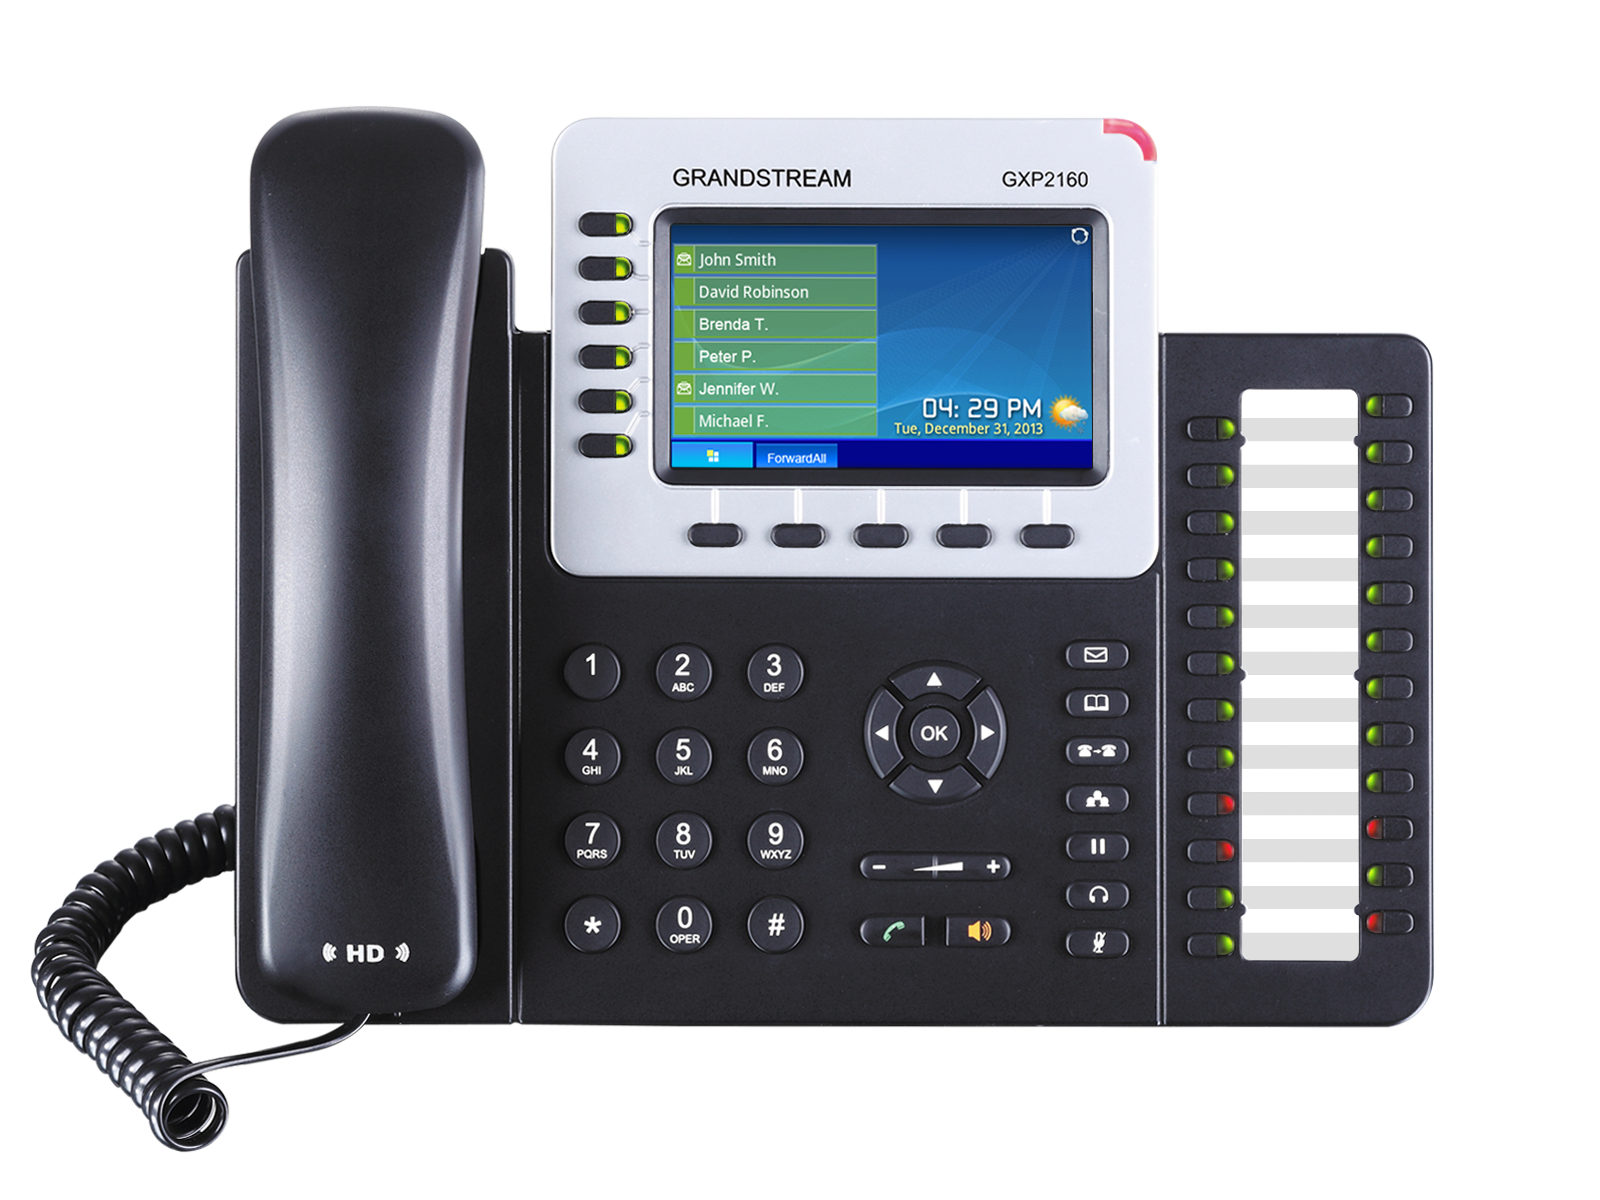 GRANDSTREAM
GXP2160
John Smith
David Robinson
Brenda T.
Peter P.
Jennifer W.
Michael F.
04: 29 PM
Tue, December 31, 2013
ForwardAll
1
2
ABC
3
DEF
4
GHI
5
JKL
6
MNO
7
PQRS
8
TUV
9
WXYZ
*
0
OPER
#
OK
-
+
HD